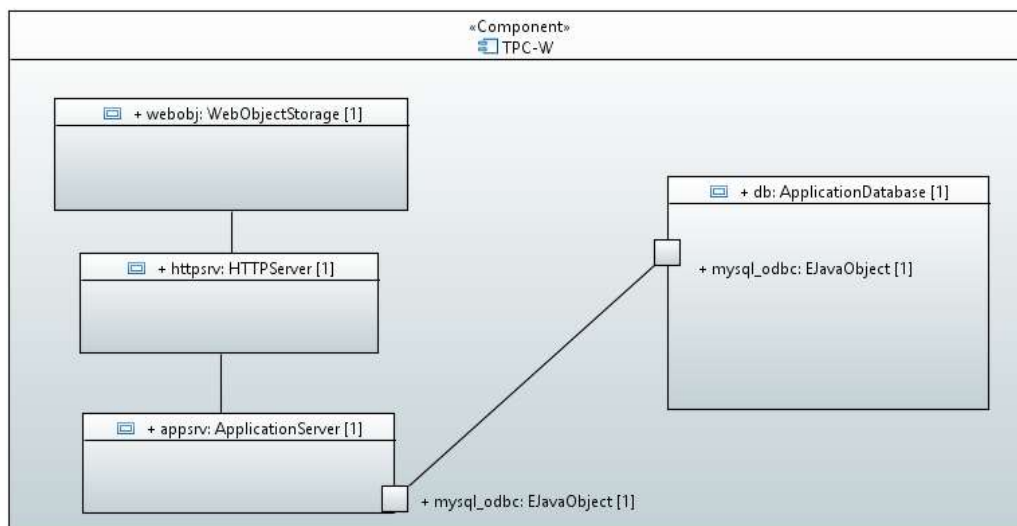 «Component»
TPC-W
+ webobj: WebObjectStorage [1]
+ db: ApplicationDatabase [1]
+ httpsrv: HTTPServer [1]
+ mysql_odbc: EJavaObject [1]
+ appsrv: ApplicationServer [1]
+ mysql_odbc: EJavaObject [1]